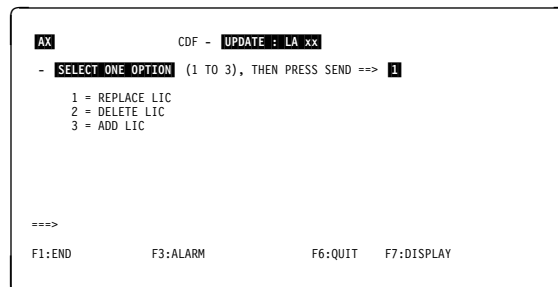 AX CDF - UPDATE : LA xx
- SELECT ONE OPTION (1 TO 3), THEN PRESS SEND ==> 1
1 = REPLACE LIC
2 = DELETE LIC
3 = ADD LIC
===>
F1:END F3:ALARM F6:QUIT F7:DISPLAY